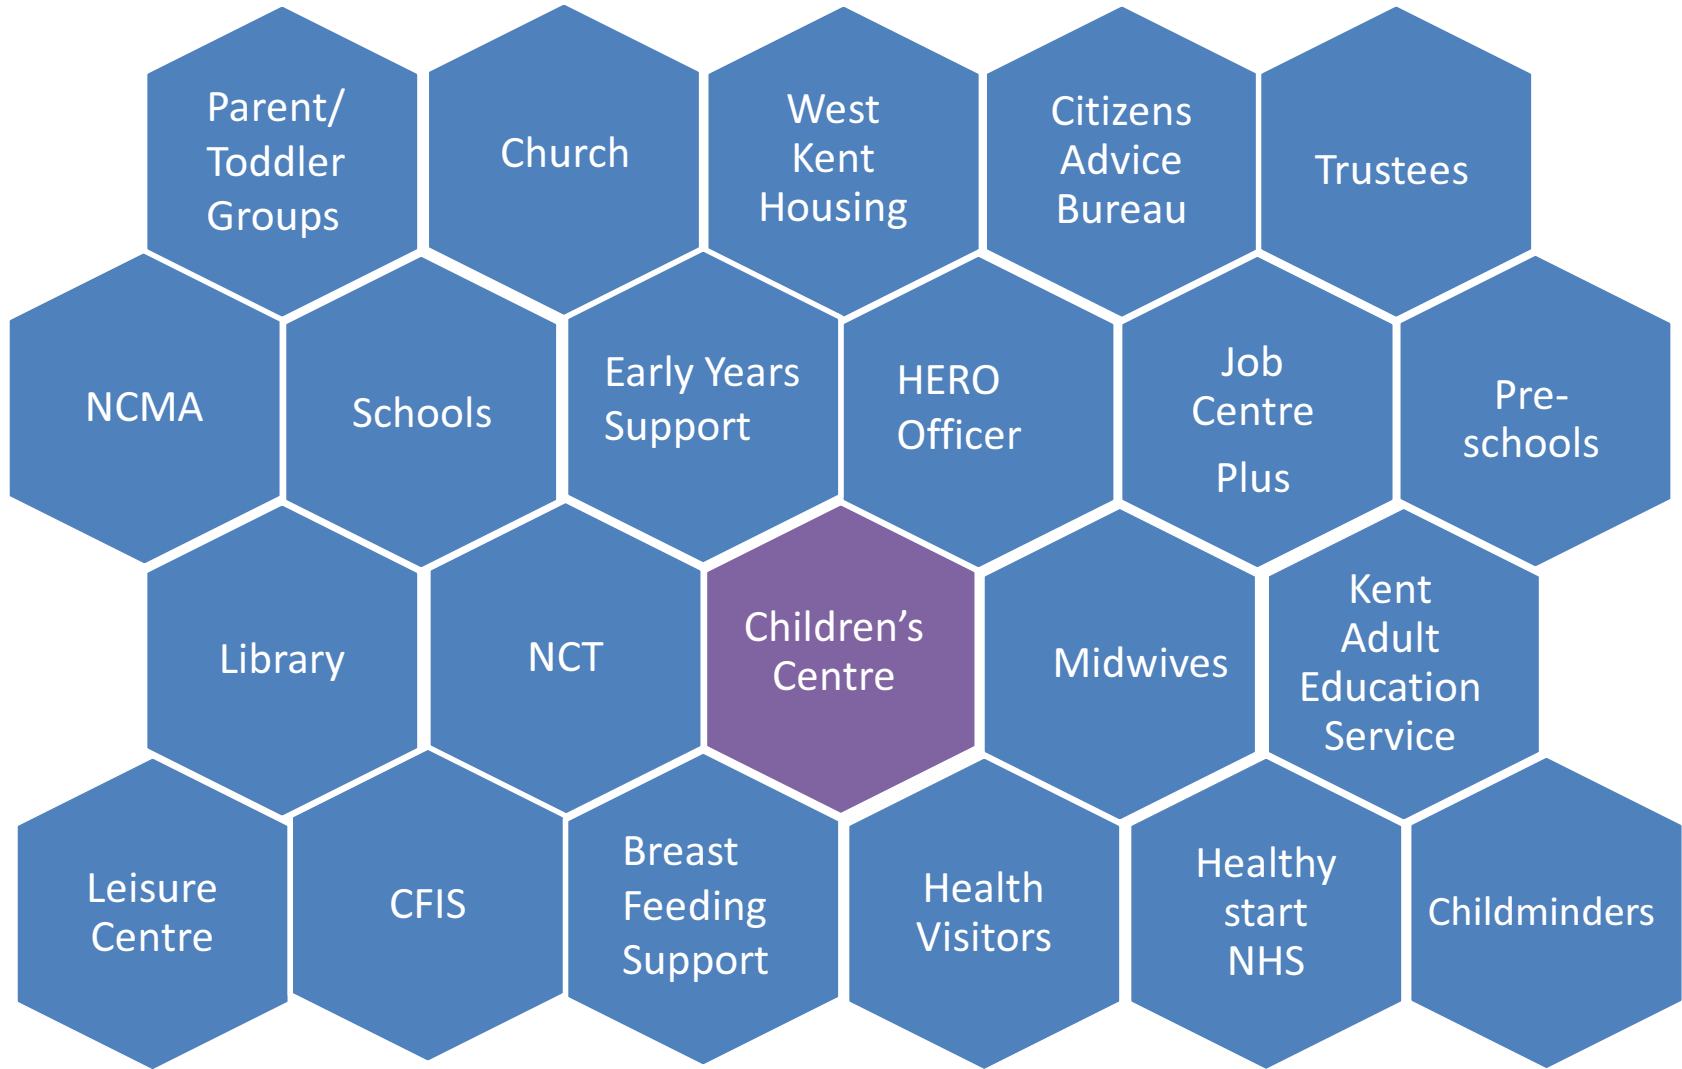 Parent/
Toddler
Groups
Church
West
Kent
Housing
Citizens
Advice
Bureau
Trustees
NCMA
Schools
Early Years
Support
HERO
Officer
Job
Centre
Plus
Pre-
schools
Library
NCT
Children’s
Centre
Midwives
Kent
Adult
Education
Service
Leisure
Centre
CFIS
Breast
Feeding
Support
Health
Visitors
Healthy
start
NHS
Childminders